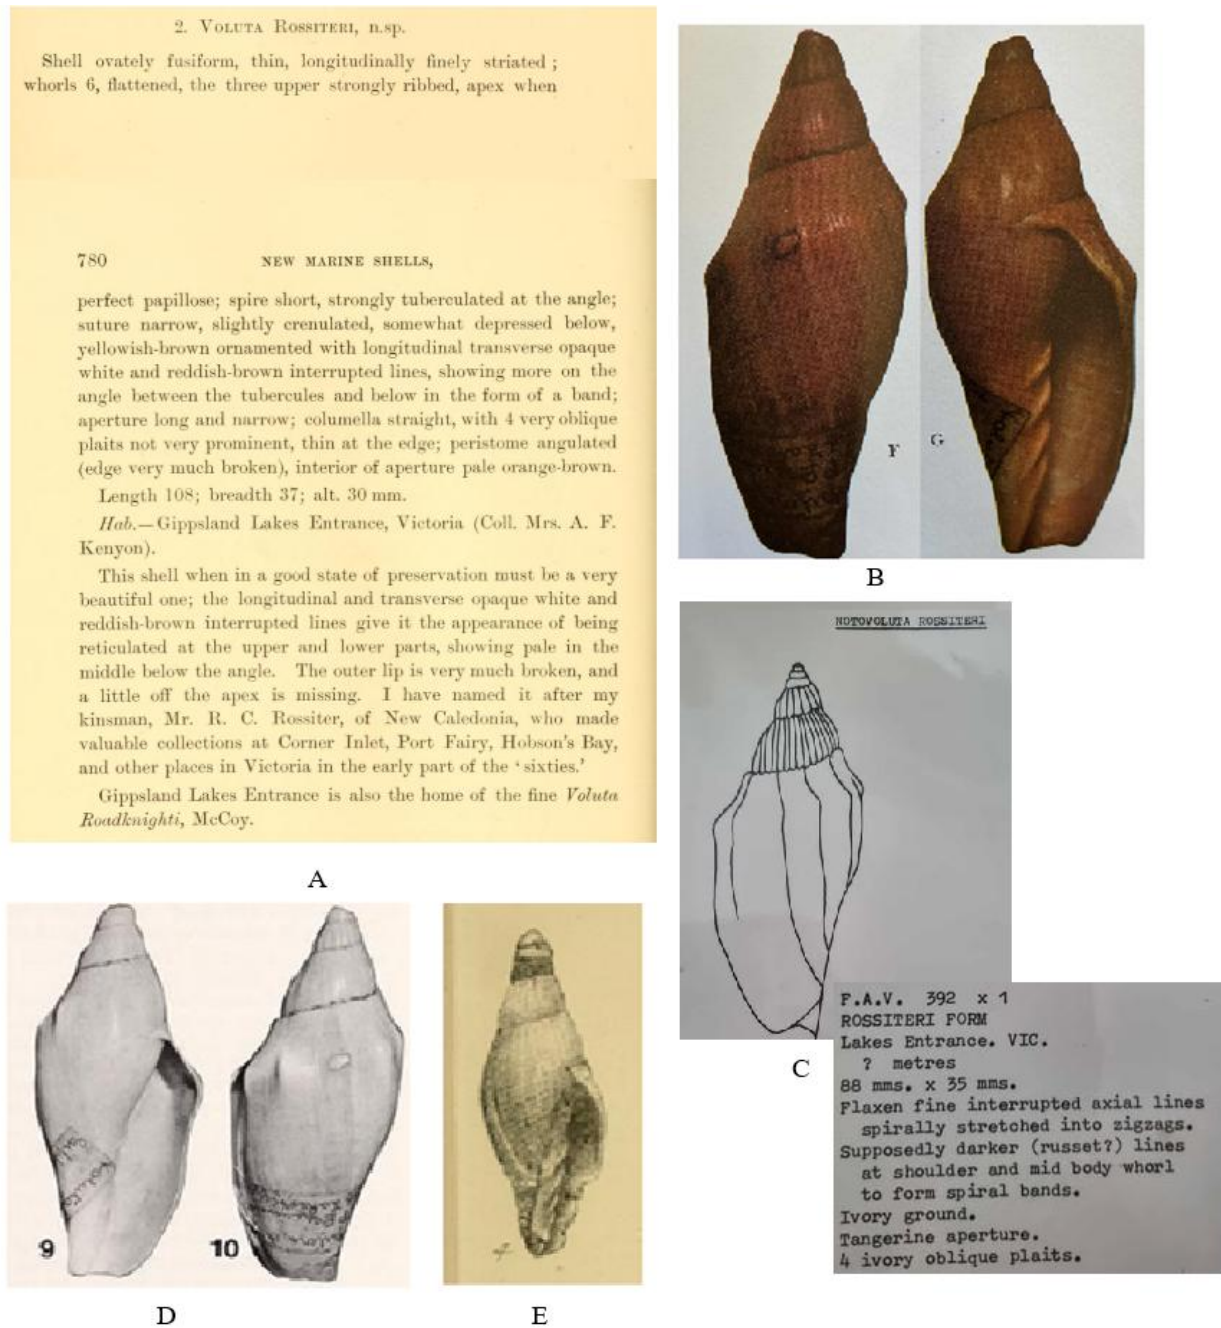 2. VOLUTA ROSSITERI, n.sp.
Shell ovately fusiform, thin, longitudinally finely striated ;
whorls 6, flattened, the three upper strongly ribbed, apex when
780 NEW MARINE SHELLS,
perfect papillose; spire short, strongly tuberculated at the angle;
suture narrow, slightly crenulated, somewhat depressed below,
yellowish-brown ornamented with longitudinal transverse opaque
white and reddish-brown interrupted lines, showing more on the
angle between the tubercules and below in the form of a band;
aperture long and narrow; columella straight, with 4 very oblique
plaits not very prominent, thin at the edge; peristome angulated
(edge very much broken), interior of aperture pale orange-brown.
Length 108; breadth 37; alt. 30 mm.
Hab.—Gippsland Lakes Entrance, Victoria (Coll. Mrs. A. F.
Kenyon).
This shell when in a good state of preservation must be a very
beautiful one; the longitudinal and transverse opaque white and
reddish-brown interrupted lines give it the appearance of being
reticulated at the upper and lower parts, showing pale in the
middle below the angle. The outer lip is very much broken, and
a little off the apex is missing. I have named it after my
kinsman, Mr. R. C. Rossiter, of New Caledonia, who made
valuable collections at Corner Inlet, Port Fairy, Hobson's Bay,
and other places in Victoria in the early part of the 'sixties.'
Gippsland Lakes Entrance is also the home of the fine Voluta
Roadknighti, McCoy.
A
F G
B
NOTOVOLUTA ROSSITERI
F.A.V. 392 x 1
ROSSITERI FORM
Lakes Entrance. VIC.
? metres
88 mms. x 35 mms.
Flaxen fine interrupted axial lines
spirally stretched into zigzags.
Supposedly darker (russet?) lines
at shoulder and mid body whorl
to form spiral bands.
Ivory ground.
Tangerine aperture.
4 ivory oblique plaits.
C
9 10
D
E